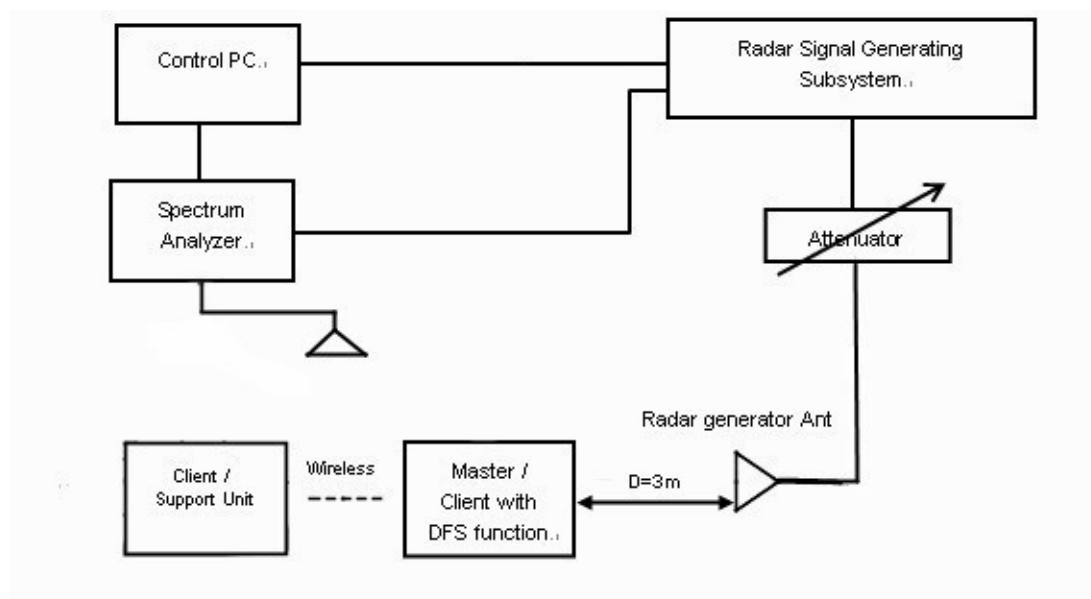 Control PC.
Radar Signal Generating
Subsystem.
Spectrum
Analyzer.
Attenuator
Radar generator Ant
Client /
Support Unit
Wireless
Master /
Client with
DFS function.
D=3m